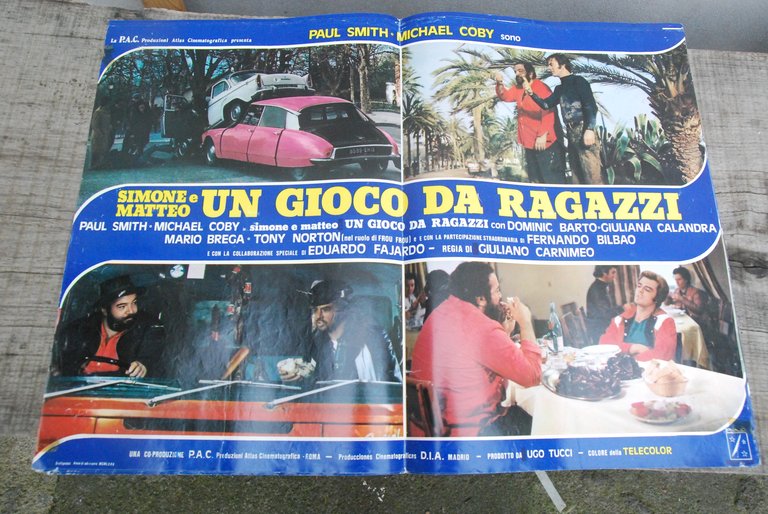 La P.A.C. Produzioni Atlas Cinematografica presenta
PAUL SMITH · MICHAEL COBY sono
SIMONE e MATTEO UN GIOCO DA RAGAZZI
PAUL SMITH · MICHAEL COBY in simone e matteo UN GIOCO DA RAGAZZI con DOMINIC BARTO · GIULIANA CALANDRA
MARIO BREGA · TONY NORTON (nel ruolo di FROU FROU) e e CON LA PARTECIPAZIONE STRAORDINARIA DI FERNANDO BILBAO
E CON LA COLLABORAZIONE SPECIALE DI EDUARDO FAJARDO — REGIA DI GIULIANO CARNIMEO
UNA CO-PRODUZIONE P.A.C. Produzioni Atlas Cinematografica - ROMA — Producciones Cinematograficas D.I.A. MADRID — PRODOTTO DA UGO TUCCI — COLORE della TELECOLOR